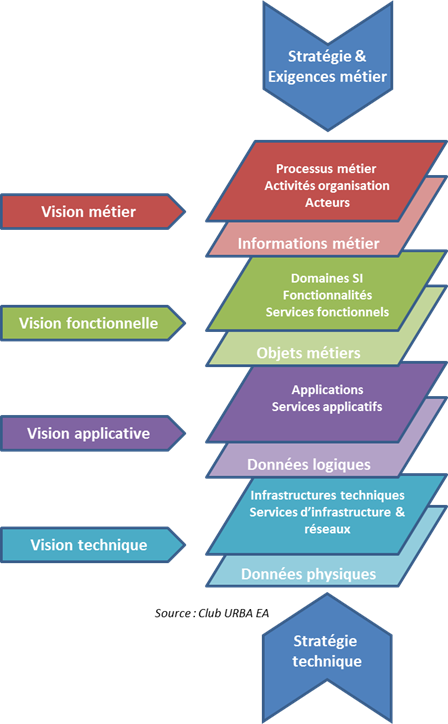 Stratégie &
Exigences métier
Processus métier
Activités organisation
Acteurs
Vision métier
Informations métier
Domaines SI
Fonctionnalités
Services fonctionnels
Vision fonctionnelle
Objets métiers
Applications
Services applicatifs
Vision applicative
Données logiques
Infrastructures techniques
Services d'infrastructure &
réseaux
Vision technique
Données physiques
Source : Club URBA EA
Stratégie
technique